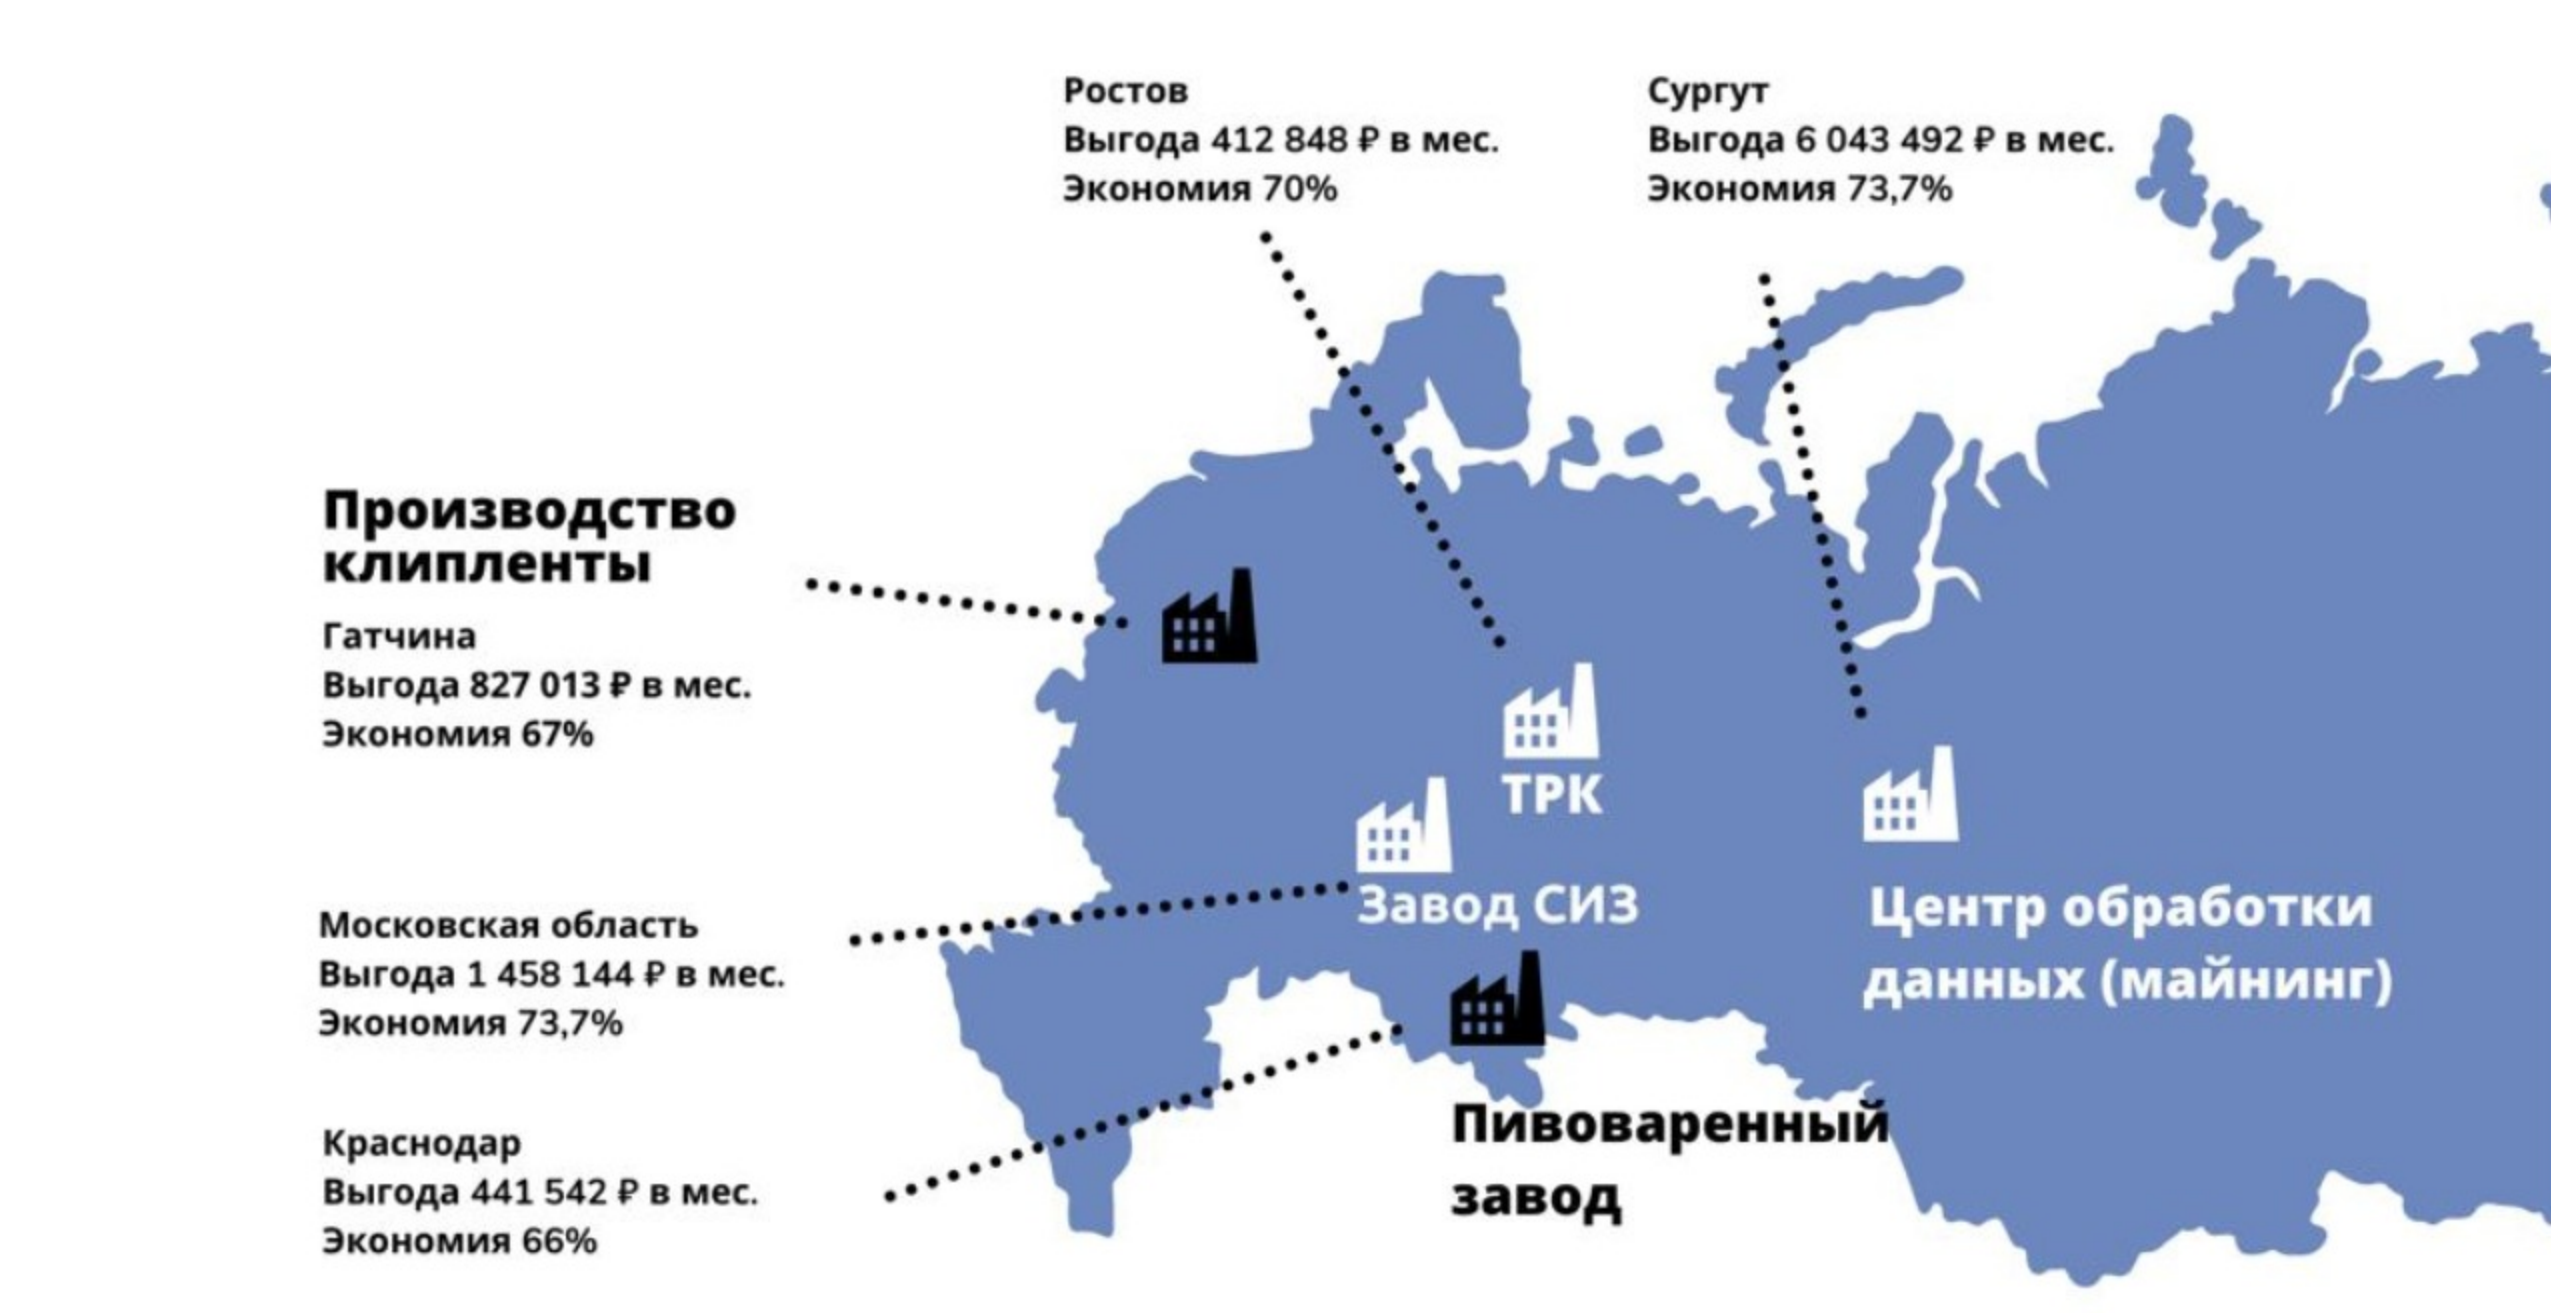 Ростов
Выгода 412 848 ₽ в мес.
Экономия 70%
Сургут
Выгода 6 043 492 ₽ в мес.
Экономия 73,7%
Производство
клипленты
Гатчина
Выгода 827 013 ₽ в мес.
Экономия 67%
ТРК
Завод СИЗ
Центр обработки
данных (майнинг)
Московская область
Выгода 1 458 144 ₽ в мес.
Экономия 73,7%
Пивоваренный
завод
Краснодар
Выгода 441 542 ₽ в мес.
Экономия 66%